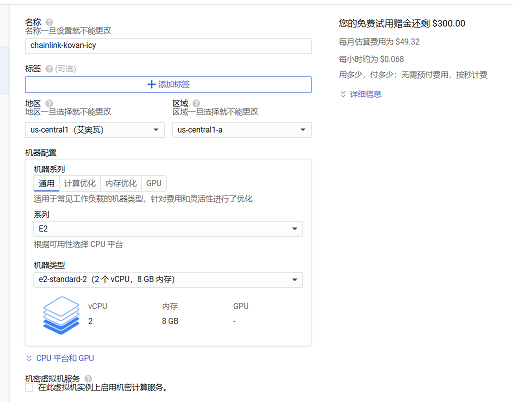 名称
名称一旦设置就不能更改
chainlink-kovan-icy
标签 (可选)
添加标签
地区
地区一旦选择就不能更改
区域
区域一旦选择就不能更改
us-central1（艾奥瓦）
us-central1-a
机器配置
机器系列
通用
计算优化
内存优化
GPU
适用于常见工作负载的机器类型，针对费用和灵活性进行了优化
系列
E2
根据可用性选择 CPU 平台
机器类型
e2-standard-2（2 个 vCPU，8 GB 内存）
vCPU
内存
GPU
2
8 GB
-
CPU 平台和 GPU
机密虚拟机服务
在此虚拟机实例上启用机密计算服务。
您的免费试用赠金还剩 $300.00
每月估算费用为 $49.32
每小时约为 $0.068
用多少，付多少：无需预付费用，按秒计费
详细信息